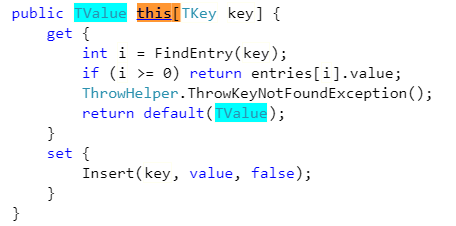 public TValue this[TKey key] {
    get {
        int i = FindEntry(key);
        if (i >= 0) return entries[i].value;
        ThrowHelper.ThrowKeyNotFoundException();
        return default(TValue);
    }
    set {
        Insert(key, value, false);
    }
}